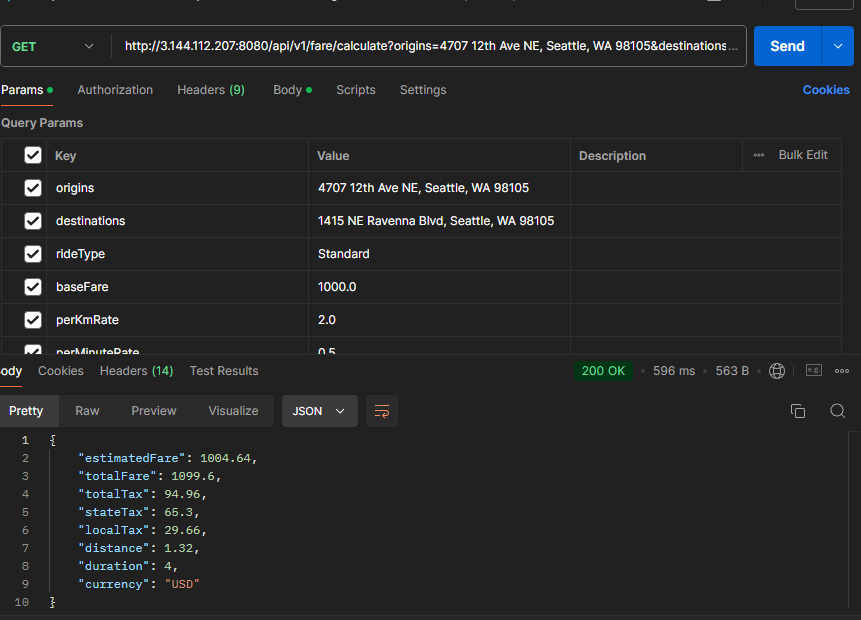 GET http://3.144.112.207:8080/api/v1/fare/calculate?origins=4707 12th Ave NE, Seattle, WA 98105&destinations... Send
Params Authorization Headers (9) Body Scripts Settings Cookies
Query Params
Key Value Description ... Bulk Edit
origins 4707 12th Ave NE, Seattle, WA 98105
destinations 1415 NE Ravenna Blvd, Seattle, WA 98105
rideType Standard
baseFare 1000.0
perKmRate 2.0
perMinuteRate 0.5
ody Cookies Headers (14) Test Results 200 OK 596 ms 563 B e.g.
Pretty Raw Preview Visualize JSON
1 {
2 "estimatedFare": 1004.64,
3 "totalFare": 1099.6,
4 "totalTax": 94.96,
5 "stateTax": 65.3,
6 "localTax": 29.66,
7 "distance": 1.32,
8 "duration": 4,
9 "currency": "USD"
10 }